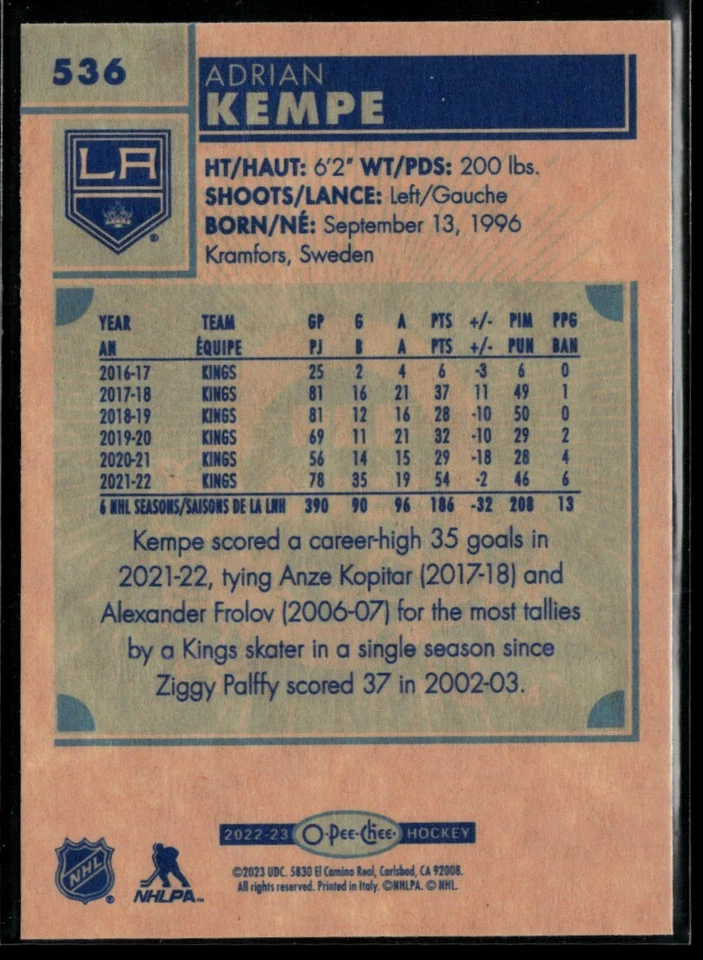 536
ADRIAN
KEMPE
LA
®
HT/HAUT: 6'2" WT/PDS: 200 lbs.
SHOOTS/LANCE: Left/Gauche
BORN/NÉ: September 13, 1996
Kramfors, Sweden
YEAR TEAM GP G A PTS +/- PIM PPG
AN ÉQUIPE PJ B A PTS +/- PUN BAN
2016-17 KINGS 25 2 4 6 -3 6 0
2017-18 KINGS 81 16 21 37 11 49 1
2018-19 KINGS 81 12 16 28 -10 50 0
2019-20 KINGS 69 11 21 32 -10 29 2
2020-21 KINGS 56 14 15 29 -18 28 4
2021-22 KINGS 78 35 19 54 -2 46 6
6 NHL SEASONS/SAISONS DE LA LNH 390 90 96 186 -32 208 13
Kempe scored a career-high 35 goals in
2021-22, tying Anze Kopitar (2017-18) and
Alexander Frolov (2006-07) for the most tallies
by a Kings skater in a single season since
Ziggy Palffy scored 37 in 2002-03.
2022-23 O-Pee-Chee® HOCKEY
NHL ® NHLPA™
©2023 UDC. 5830 El Camino Real, Carlsbad, CA 92008.
All rights reserved. Printed in Italy. ©NHLPA. © NHL.